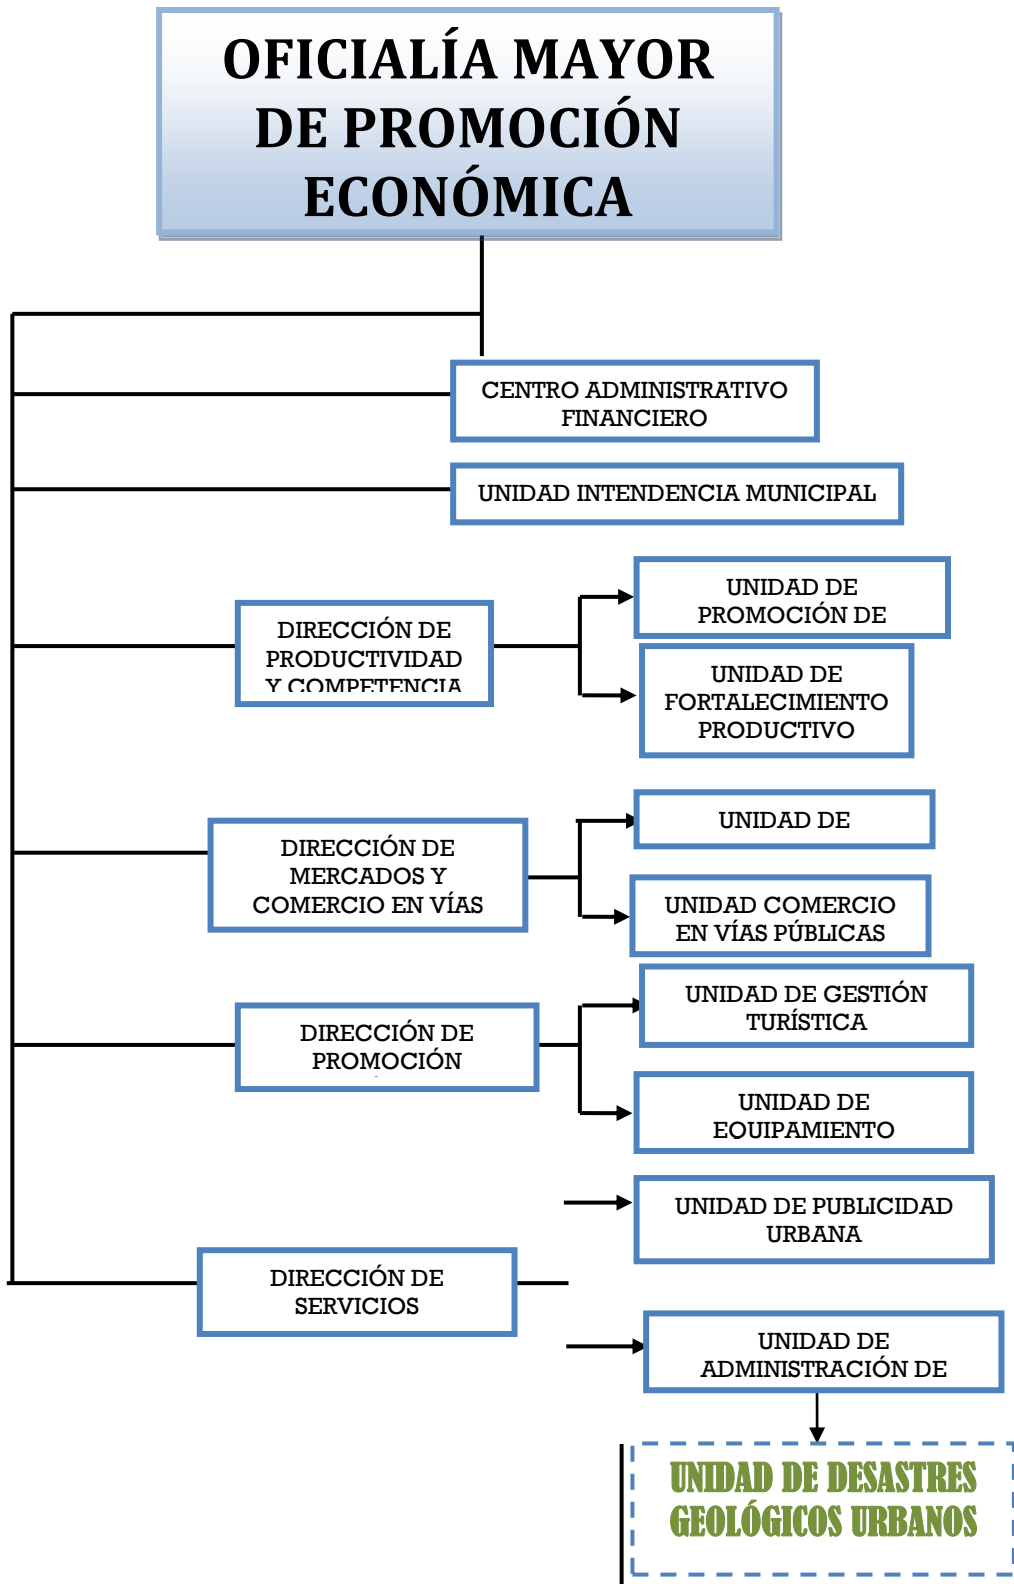 OFICIALÍA MAYOR
DE PROMOCIÓN
ECONÓMICA
CENTRO ADMINISTRATIVO
FINANCIERO
UNIDAD INTENDENCIA MUNICIPAL
UNIDAD DE
PROMOCIÓN DE
DIRECCIÓN DE
PRODUCTIVIDAD
Y COMPETENCIA
UNIDAD DE
FORTALECIMIENTO
PRODUCTIVO
UNIDAD DE
DIRECCIÓN DE
MERCADOS Y
COMERCIO EN VÍAS
UNIDAD COMERCIO
EN VÍAS PÚBLICAS
UNIDAD DE GESTIÓN
TURÍSTICA
DIRECCIÓN DE
PROMOCIÓN
UNIDAD DE
EQUIPAMIENTO
UNIDAD DE PUBLICIDAD
URBANA
DIRECCIÓN DE
SERVICIOS
UNIDAD DE
ADMINISTRACIÓN DE
UNIDAD DE DESASTRES
GEOLÓGICOS URBANOS